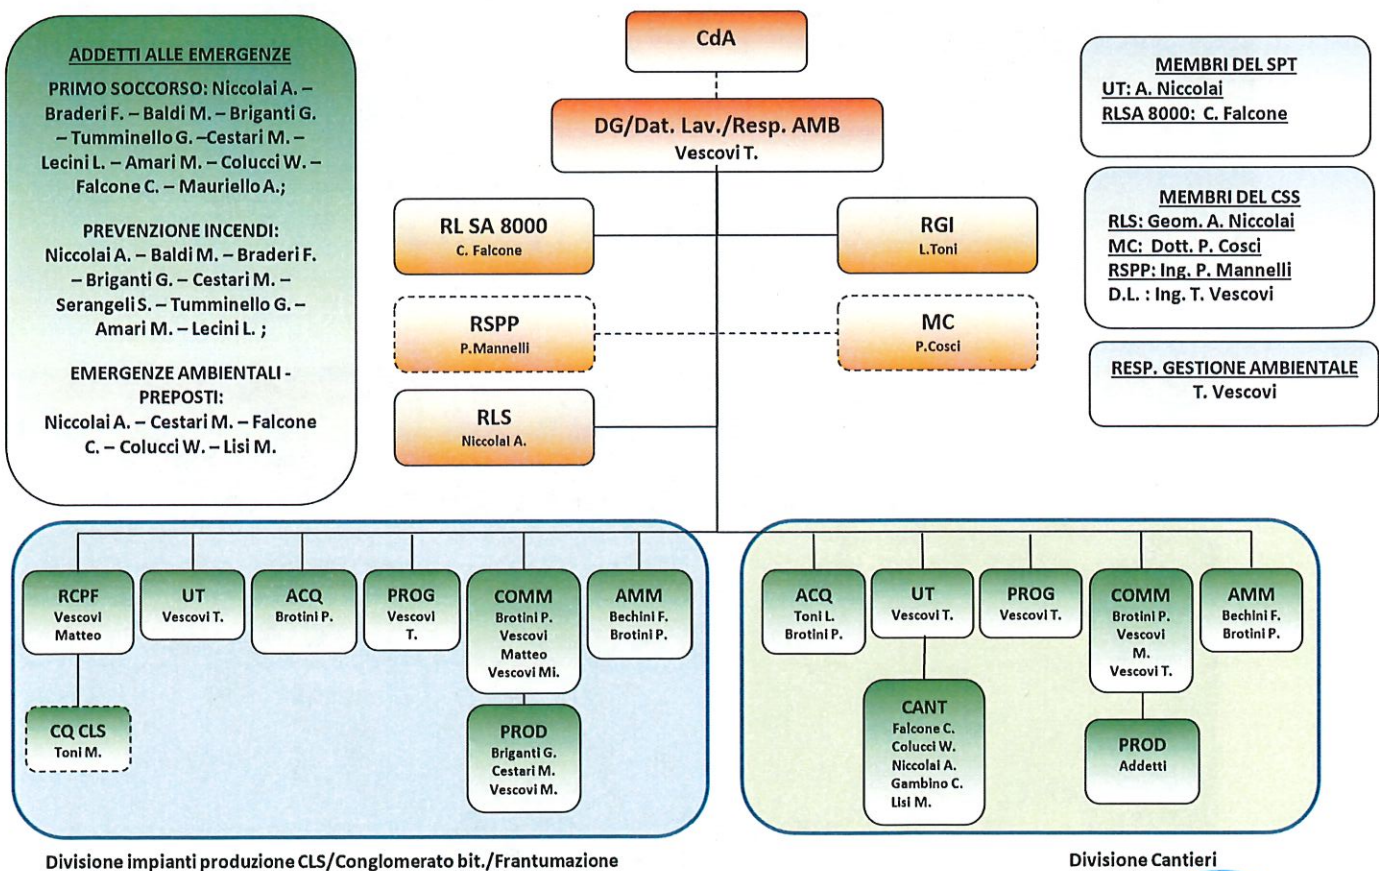 ADDETTI ALLE EMERGENZE
PRIMO SOCCORSO: Niccolai A. –
Braderi F. – Baldi M. – Briganti G.
– Tumminello G. –Cestari M. –
Lecini L. – Amari M. – Colucci W. –
Falcone C. – Mauriello A.;
PREVENZIONE INCENDI:
Niccolai A. – Baldi M. – Braderi F.
– Briganti G. – Cestari M. –
Serangeli S. – Tumminello G. –
Amari M. – Lecini L. ;
EMERGENZE AMBIENTALI -
PREPOSTI:
Niccolai A. – Cestari M. – Falcone
C. – Colucci W. – Lisi M.
CdA
DG/Dat. Lav./Resp. AMB
Vescovi T.
RL SA 8000
C. Falcone
RGI
L.Toni
RSPP
P.Mannelli
MC
P.Cosci
RLS
Niccolai A.
MEMBRI DEL SPT
UT: A. Niccolai
RLSA 8000: C. Falcone
MEMBRI DEL CSS
RLS: Geom. A. Niccolai
MC: Dott. P. Cosci
RSPP: Ing. P. Mannelli
D.L. : Ing. T. Vescovi
RESP. GESTIONE AMBIENTALE
T. Vescovi
RCPF
Vescovi
Matteo
UT
Vescovi T.
ACQ
Brotini P.
PROG
Vescovi
T.
COMM
Brotini P.
Vescovi
Matteo
Vescovi Mi.
AMM
Bechini F.
Brotini P.
CQ CLS
Toni M.
PROD
Briganti G.
Cestari M.
Vescovi M.
Divisione impianti produzione CLS/Conglomerato bit./Frantumazione
ACQ
Toni L.
Brotini P.
UT
Vescovi T.
PROG
Vescovi T.
COMM
Brotini P.
Vescovi
M.
Vescovi T.
AMM
Bechini F.
Brotini P.
CANT
Falcone C.
Colucci W.
Niccolai A.
Gambino C.
Lisi M.
PROD
Addetti
Divisione Cantieri